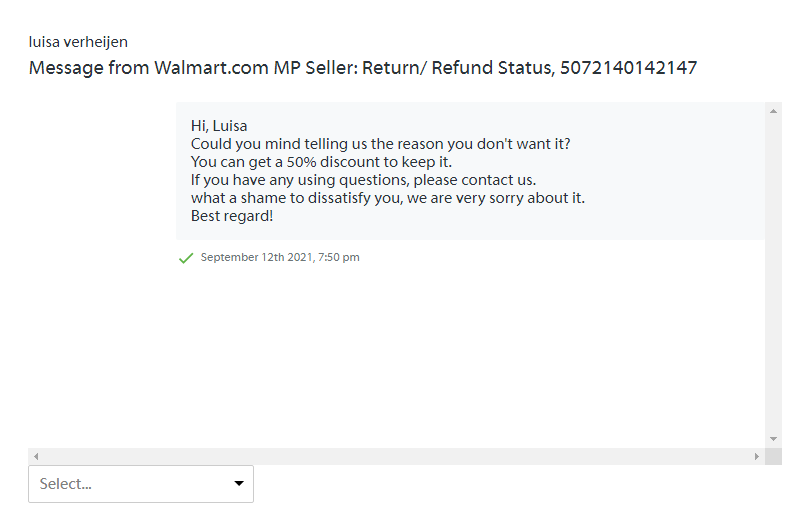 luisa verheijen
Message from Walmart.com MP Seller: Return/ Refund Status, 5072140142147
Hi, Luisa
Could you mind telling us the reason you don't want it?
You can get a 50% discount to keep it.
If you have any using questions, please contact us.
what a shame to dissatisfy you, we are very sorry about it.
Best regard!
September 12th 2021, 7:50 pm
Select...